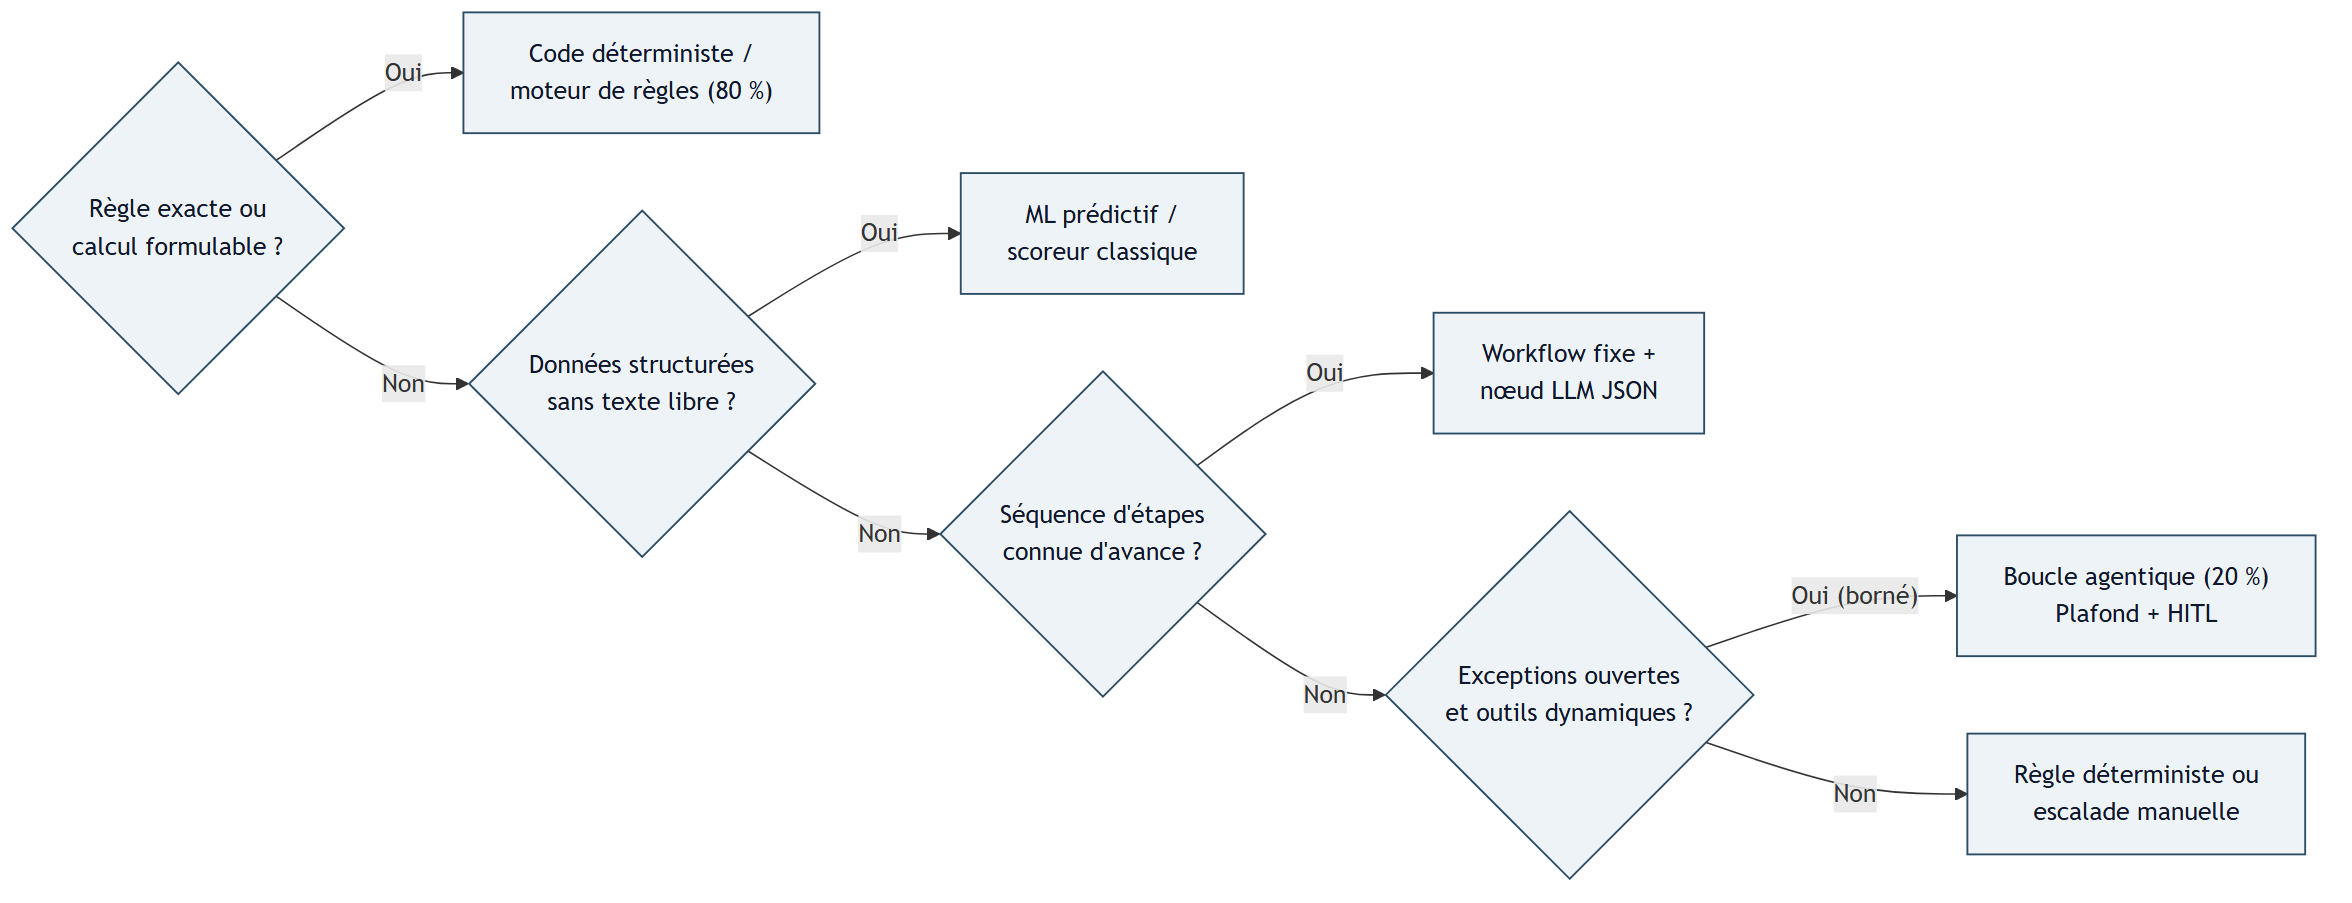 Règle exacte ou
calcul formulable ?
Oui
Code déterministe /
moteur de règles (80 %)
Non
Données structurées
sans texte libre ?
Oui
ML prédictif /
scoreur classique
Non
Séquence d'étapes
connue d'avance ?
Oui
Workflow fixe +
nœud LLM JSON
Non
Exceptions ouvertes
et outils dynamiques ?
Oui (borné)
Boucle agentique (20 %)
Plafond + HITL
Non
Règle déterministe ou
escalade manuelle